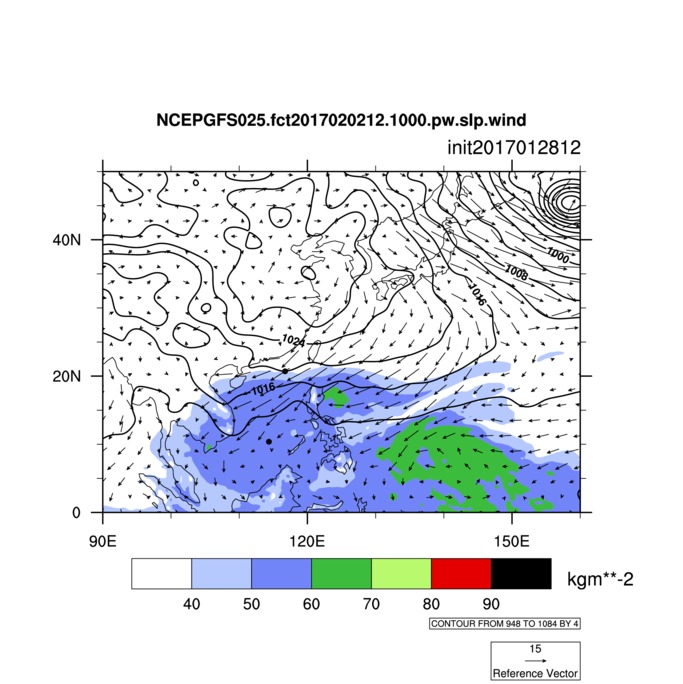 NCEPGFS025.fct2017020212.1000.pw.slp.wind
init2017012812
1000
40N
1008
1016
1024
20N
1016
0
90E 120E 150E
40 50 60 70 80 90
kgm**-2
CONTOUR FROM 948 TO 1084 BY 4
15
Reference Vector